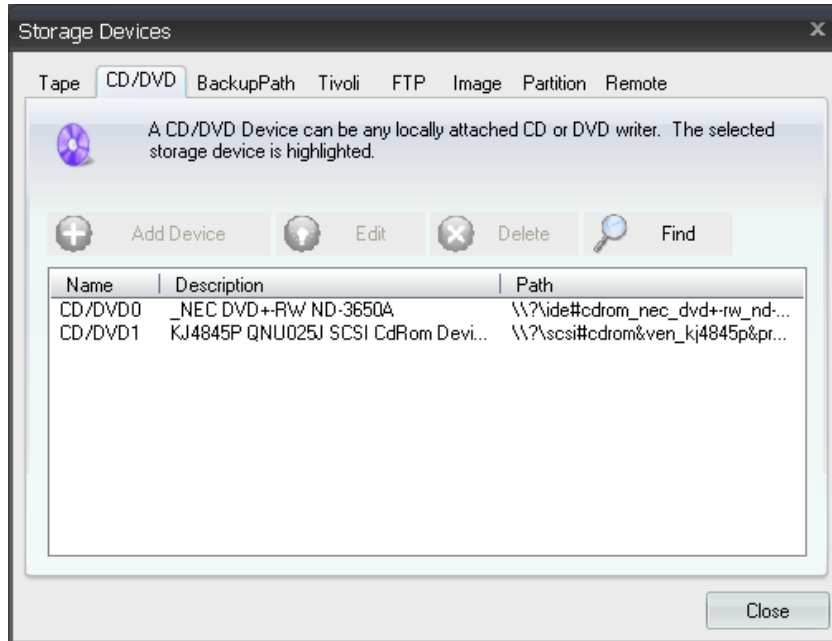 Storage Devices x
Tape CD/DVD BackupPath Tivoli FTP Image Partition Remote
A CD/DVD Device can be any locally attached CD or DVD writer. The selected
storage device is highlighted.
Add Device Edit Delete Find
Name Description Path
CD/DVD0 _NEC DVD+-RW ND-3650A \\?\ide#cdrom_nec_dvd+-rw_nd-...
CD/DVD1 KJ4845P QNU025J SCSI CdRom Devi... \\?\scsi#cdrom&ven_kj4845p&pr...
Close